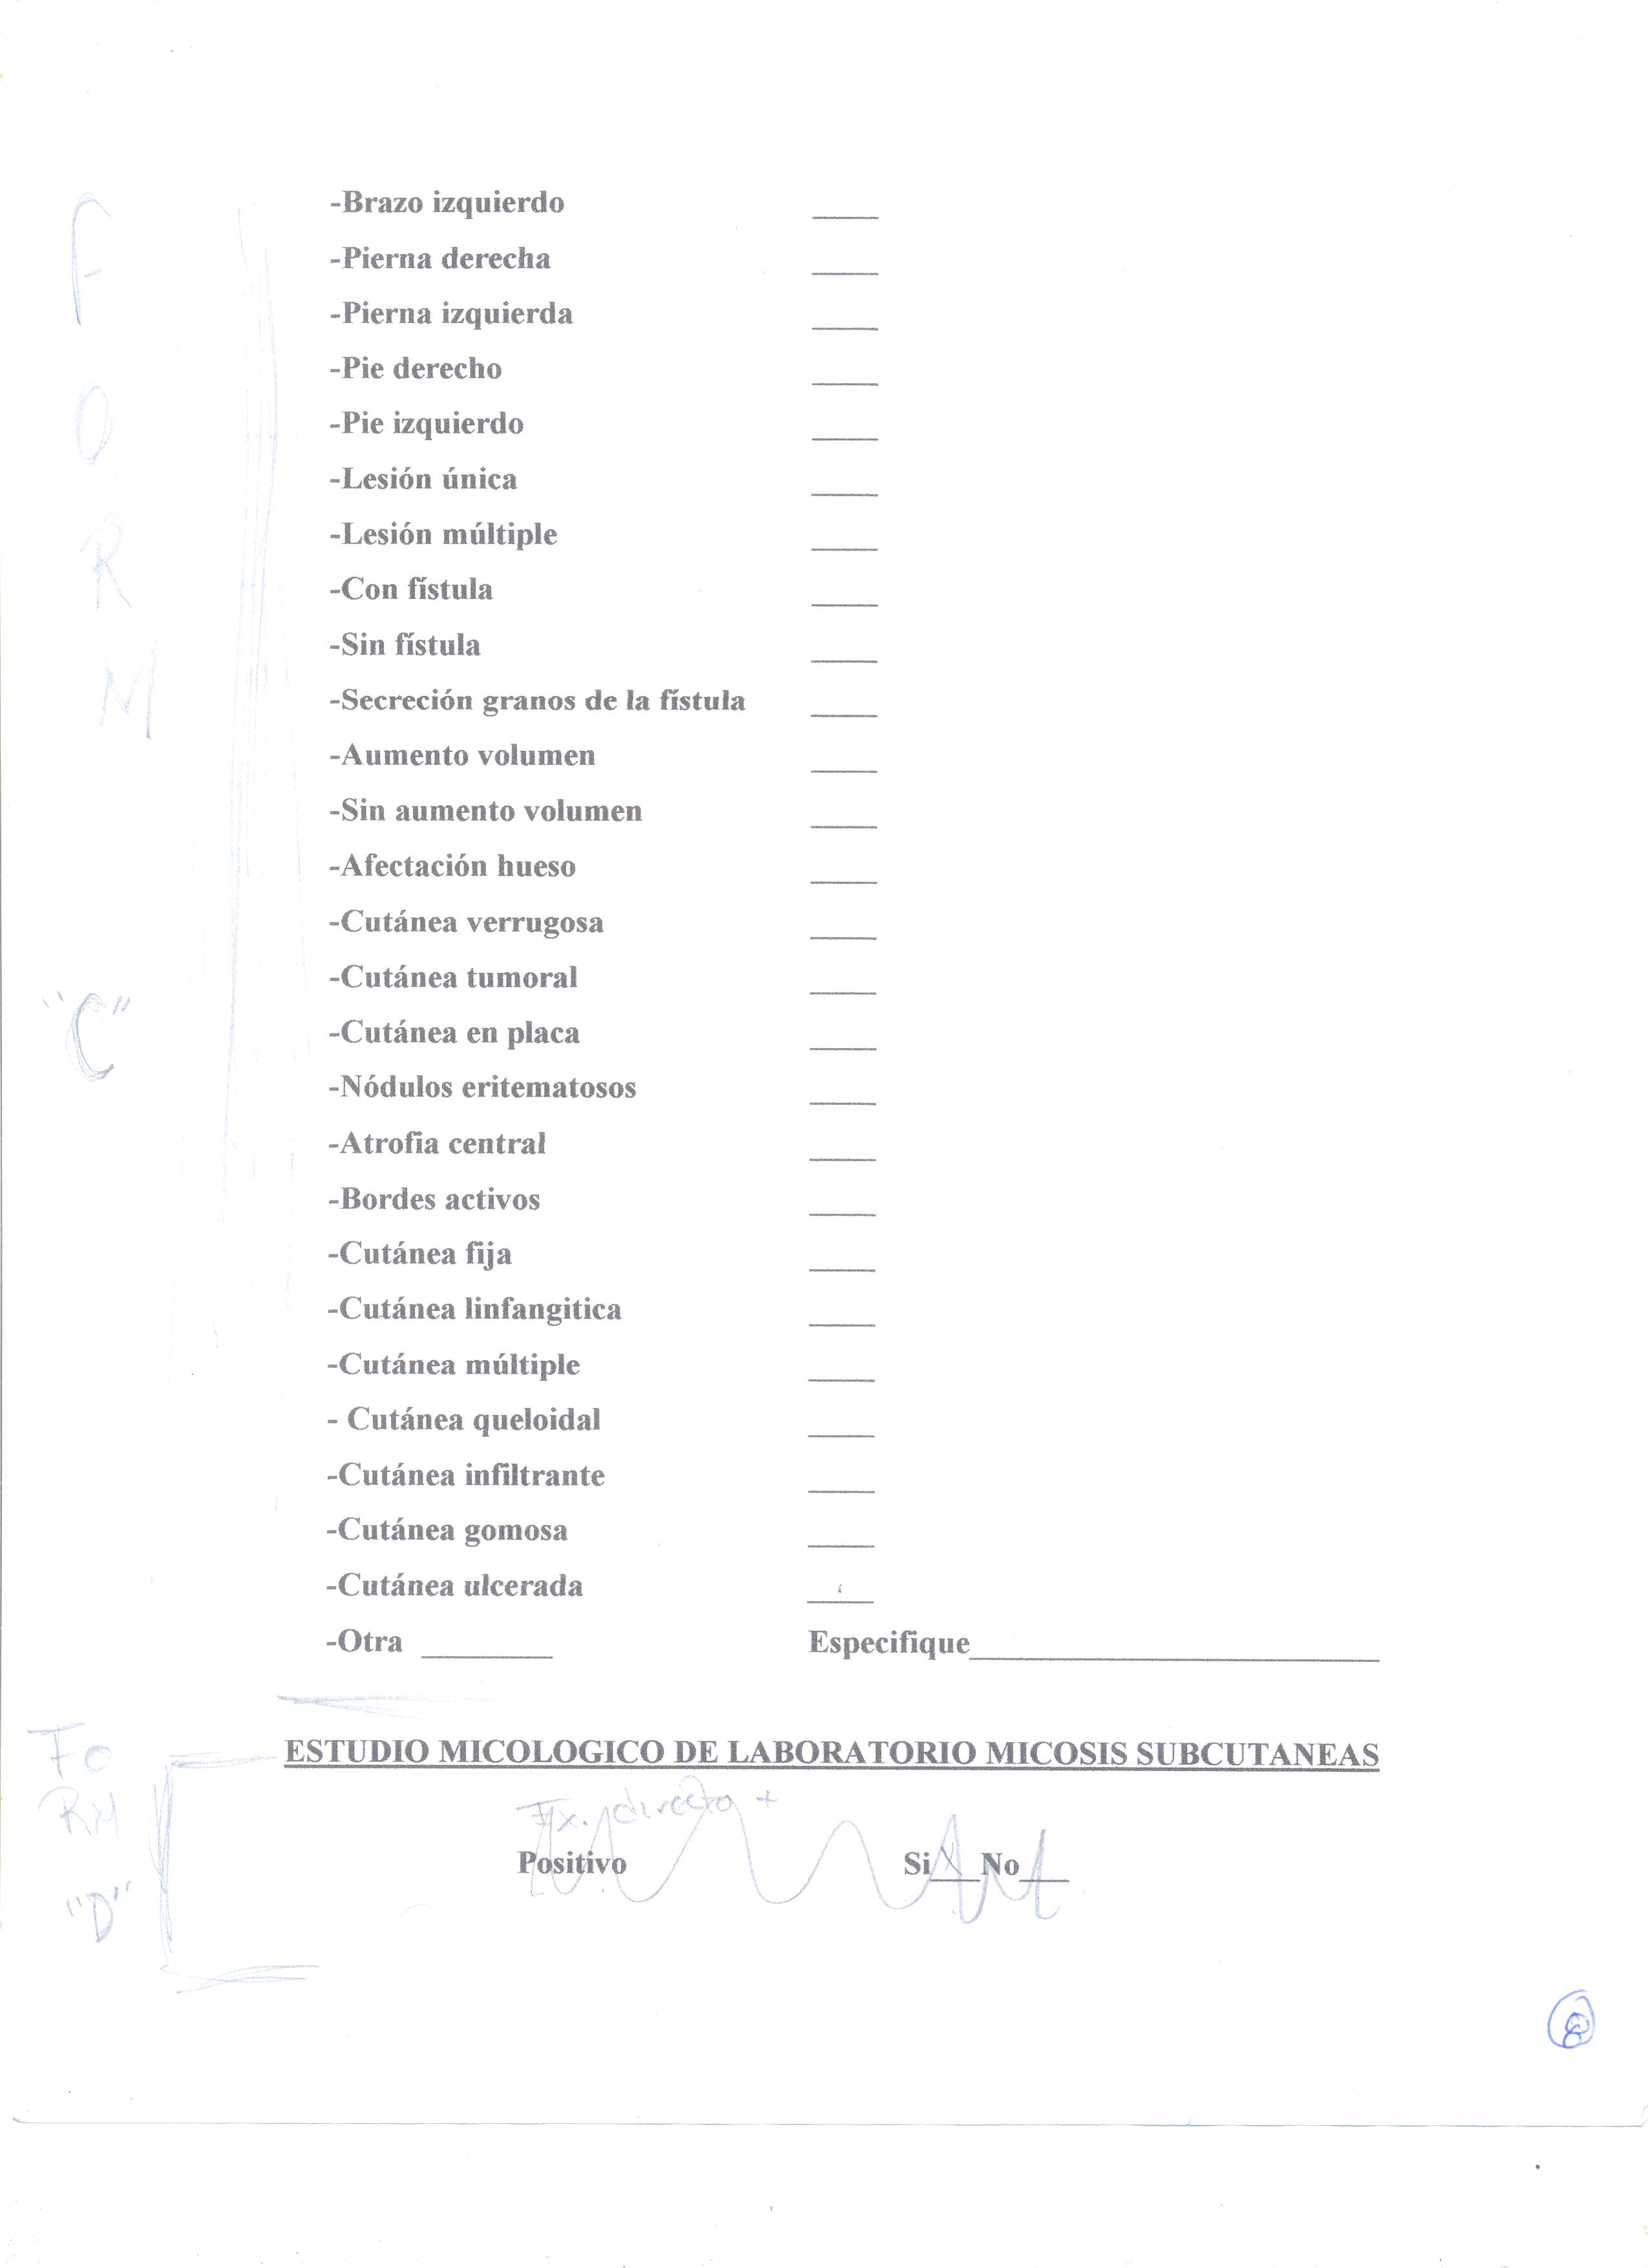 F
O
R
M
"C"
-Brazo izquierdo ____
-Pierna derecha ____
-Pierna izquierda ____
-Pie derecho ____
-Pie izquierdo ____
-Lesión única ____
-Lesión múltiple ____
-Con fístula ____
-Sin fístula ____
-Secreción granos de la fístula ____
-Aumento volumen ____
-Sin aumento volumen ____
-Afectación hueso ____
-Cutánea verrugosa ____
-Cutánea tumoral ____
-Cutánea en placa ____
-Nódulos eritematosos ____
-Atrofia central ____
-Bordes activos ____
-Cutánea fija ____
-Cutánea linfangitica ____
-Cutánea múltiple ____
- Cutánea queloidal ____
-Cutánea infiltrante ____
-Cutánea gomosa ____
-Cutánea ulcerada ____
-Otra ________ Especifique_________________________
Fo
RM
"D"
ESTUDIO MICOLOGICO DE LABORATORIO MICOSIS SUBCUTANEAS
Ex. directo +
Positivo Si___No___
8